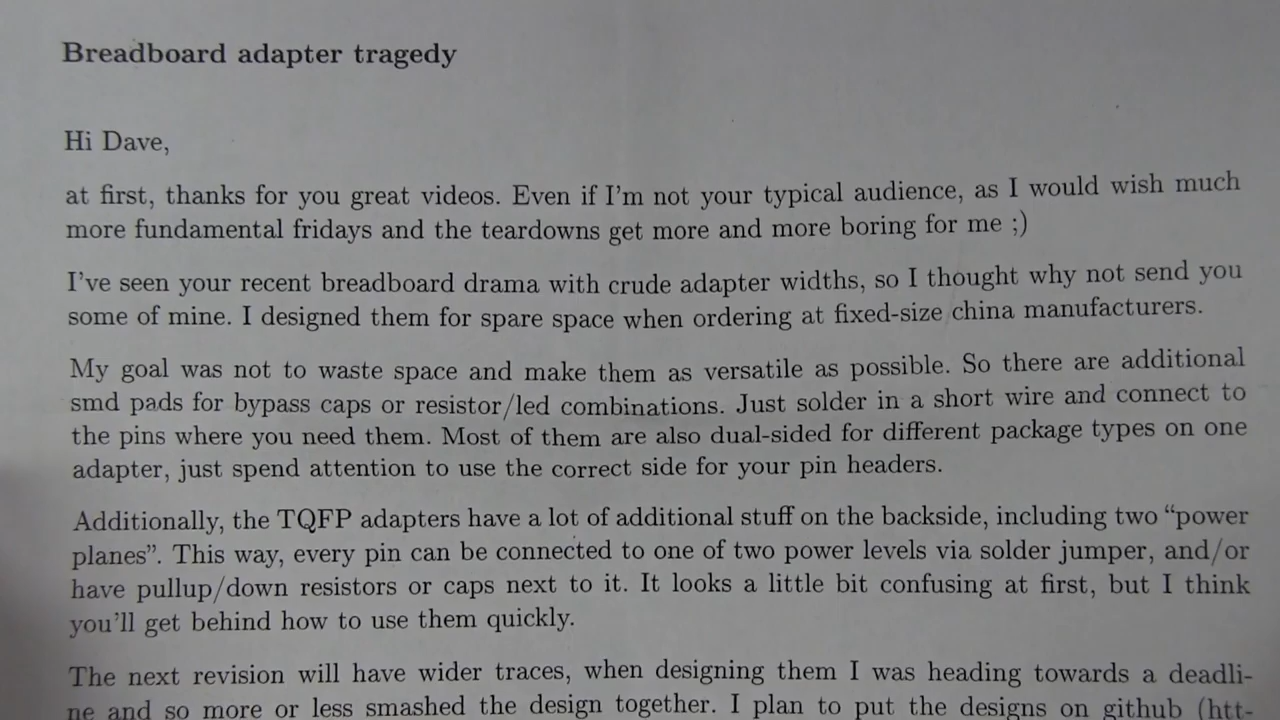 Breadboard adapter tragedy
Hi Dave,
at first, thanks for you great videos. Even if I'm not your typical audience, as I would wish much
more fundamental fridays and the teardowns get more and more boring for me ;)
I've seen your recent breadboard drama with crude adapter widths, so I thought why not send you
some of mine. I designed them for spare space when ordering at fixed-size china manufacturers.
My goal was not to waste space and make them as versatile as possible. So there are additional
smd pads for bypass caps or resistor/led combinations. Just solder in a short wire and connect to
the pins where you need them. Most of them are also dual-sided for different package types on one
adapter, just spend attention to use the correct side for your pin headers.
Additionally, the TQFP adapters have a lot of additional stuff on the backside, including two “power
planes”. This way, every pin can be connected to one of two power levels via solder jumper, and/or
have pullup/down resistors or caps next to it. It looks a little bit confusing at first, but I think
you'll get behind how to use them quickly.
The next revision will have wider traces, when designing them I was heading towards a deadli-
ne and so more or less smashed the design together. I plan to put the designs on github (htt-